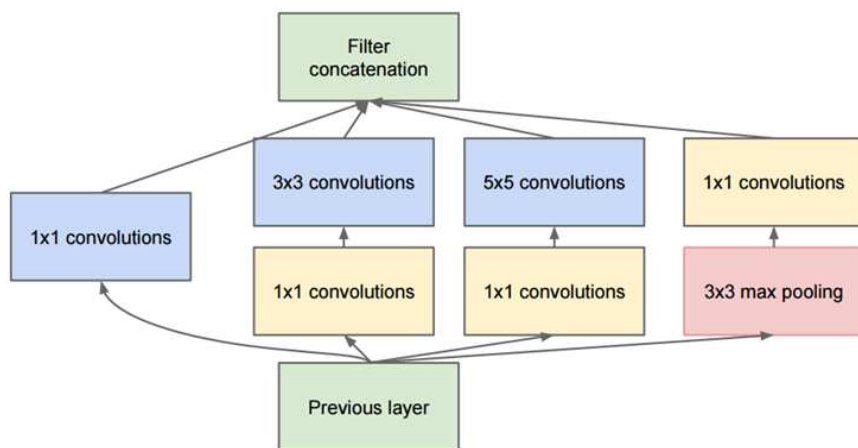 Filter
concatenation
3x3 convolutions
5x5 convolutions
1x1 convolutions
1x1 convolutions
1x1 convolutions
1x1 convolutions
3x3 max pooling
Previous layer